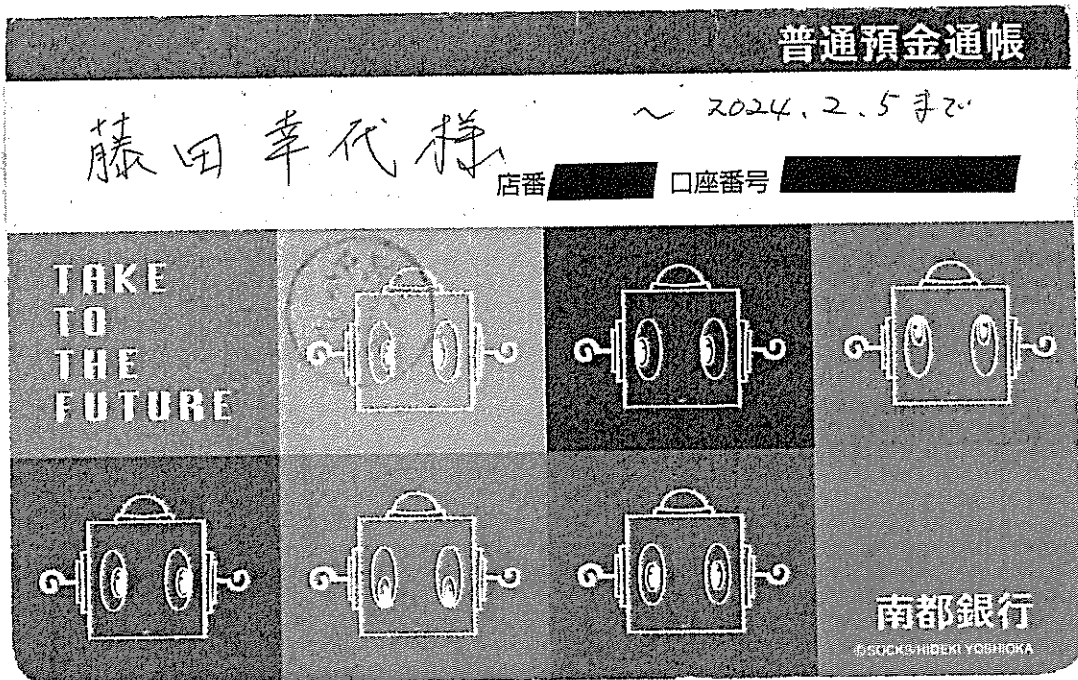 普通預金通帳
～2024.2.5まで
藤田幸代様
店番 口座番号
TAKE
TO
THE
FUTURE
南都銀行
©SOCKS/HIDEKI YOSHIOKA